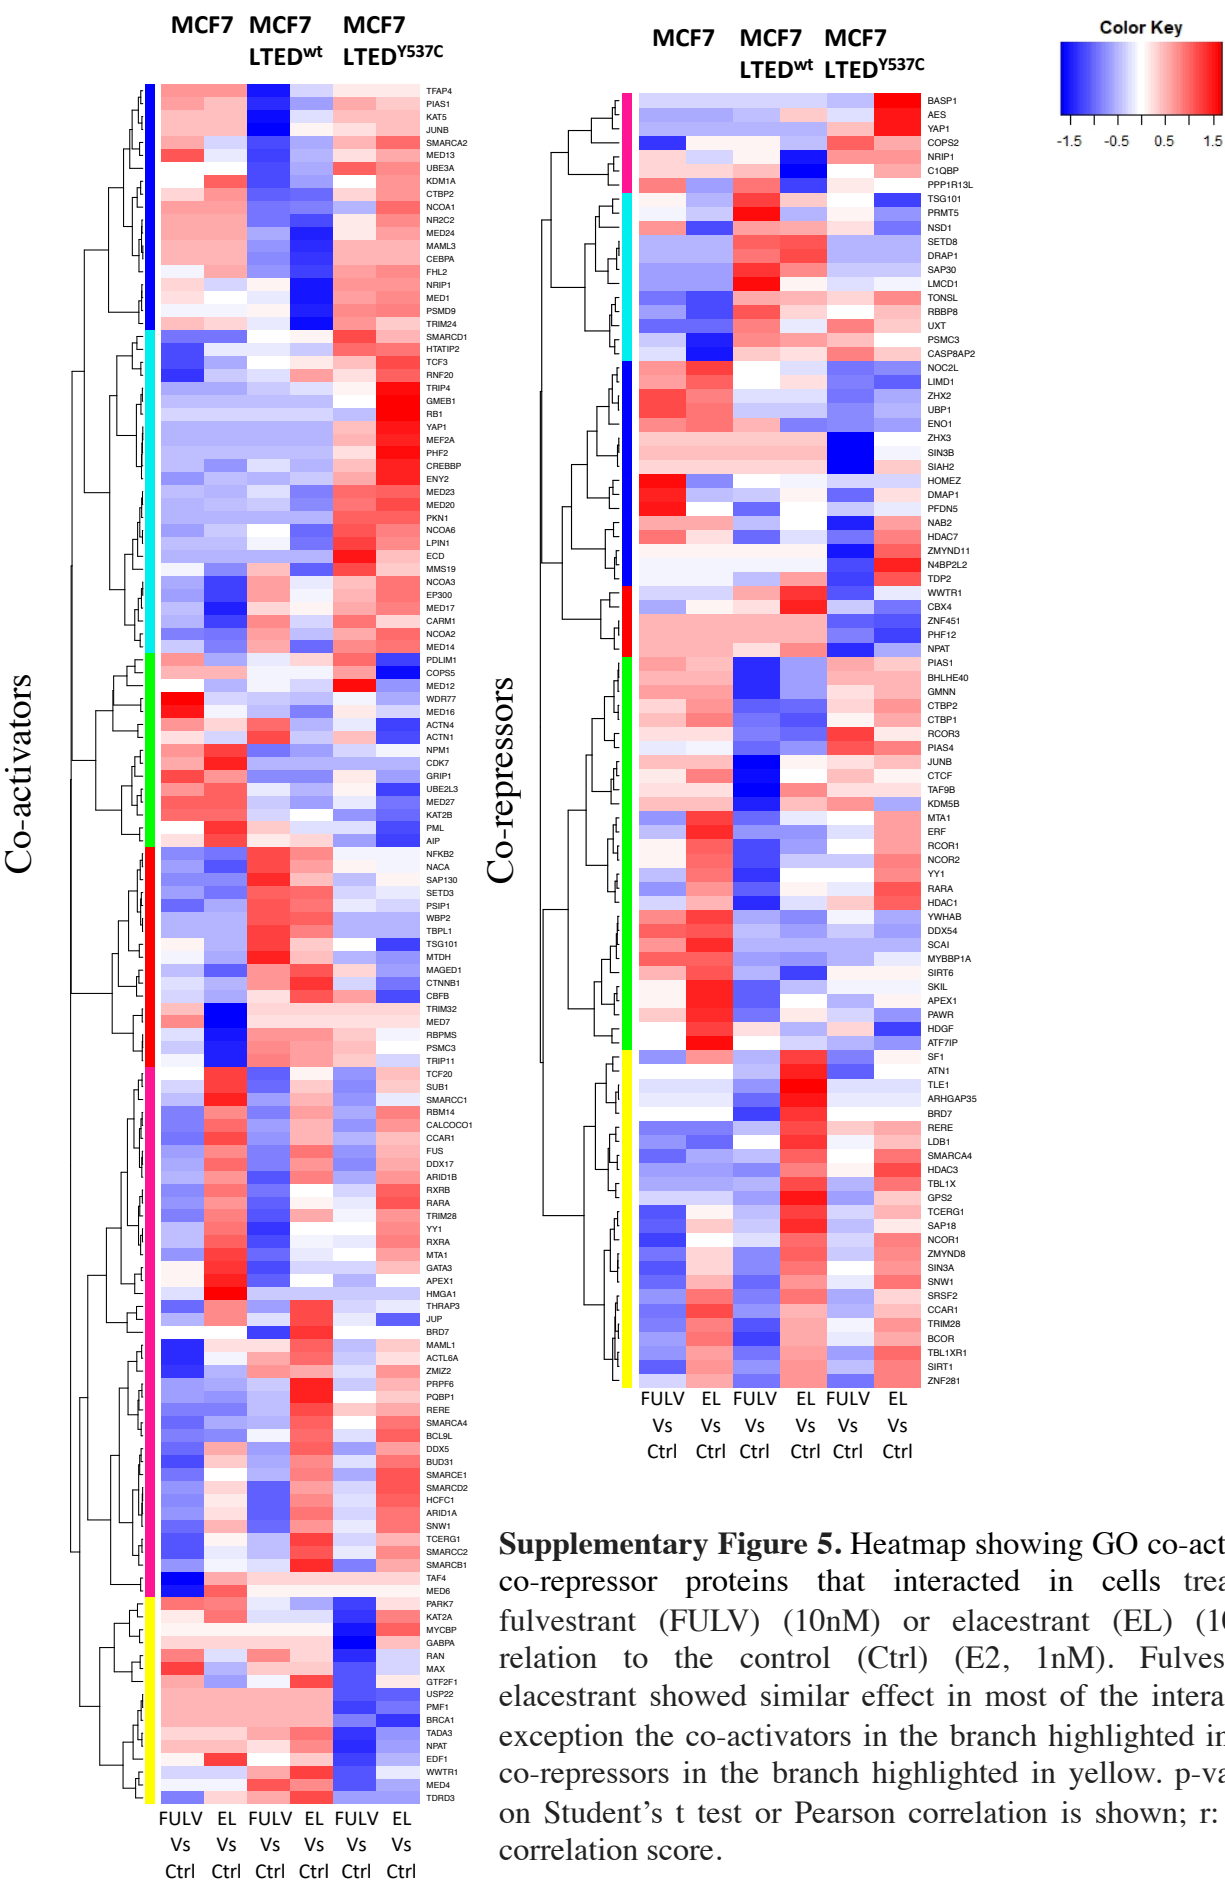 MCF7 MCF7 MCF7
LTEDwt LTEDY537C
MCF7 MCF7 MCF7
LTEDwt LTEDY537C
Color Key
-1.5 -0.5 0.5 1.5
Co-activators
TFAP4
PIAS1
KAT5
JUNB
SMARCA2
MED13
UBE3A
KDM1A
CTBP2
NCOA1
NR2C2
MED24
MAML3
CEBPA
FHL2
NRIP1
MED1
PSMD9
TRIM24
SMARCD1
HTATIP2
TCF3
RNF20
TRIP4
GMEB1
RB1
YAP1
MEF2A
PHF2
CREBBP
ENY2
MED23
MED20
PKN1
NCOA6
LPIN1
ECD
MMS19
NCOA3
EP300
MED17
CARM1
NCOA2
MED14
PDLIM1
COPS5
MED12
WDR77
MED16
ACTN4
ACTN1
NPM1
CDK7
GRIP1
UBE2L3
MED27
KAT2B
PML
AIP
NFKB2
NACA
SAP130
SETD3
PSIP1
WBP2
TBPL1
TSG101
MTDH
MAGED1
CTNNB1
CBFB
TRIM32
MED7
RBPMS
PSMC3
TRIP11
TCF20
SUB1
SMARCC1
RBM14
CALCOCO1
CCAR1
FUS
DDX17
ARID1B
RXRB
RARA
TRIM28
YY1
RXRA
MTA1
GATA3
APEX1
HMGA1
THRAP3
JUP
BRD7
MAML1
ACTL6A
ZMIZ2
PRPF6
PQBP1
RERE
SMARCA4
BCL9L
DDX5
BUD31
SMARCE1
SMARCD2
HCFC1
ARID1A
SNW1
TCERG1
SMARCC2
SMARCB1
TAF4
MED6
PARK7
KAT2A
MYCBP
GABPA
RAN
MAX
GTF2F1
USP22
PMF1
BRCA1
TADA3
NPAT
EDF1
WWTR1
MED4
TDRD3
FULV EL FULV EL FULV EL
Vs Vs Vs Vs Vs Vs
Ctrl Ctrl Ctrl Ctrl Ctrl Ctrl
Co-repressors
BASP1
AES
YAP1
COPS2
NRIP1
C1QBP
PPP1R13L
TSG101
PRMT5
NSD1
SETD8
DRAP1
SAP30
LMCD1
TONSL
RBBP8
UXT
PSMC3
CASP8AP2
NOC2L
LIMD1
ZHX2
UBP1
ENO1
ZHX3
SIN3B
SIAH2
HOMEZ
DMAP1
PFDN5
NAB2
HDAC7
ZMYND11
N4BP2L2
TDP2
WWTR1
CBX4
ZNF451
PHF12
NPAT
PIAS1
BHLHE40
GMNN
CTBP2
CTBP1
RCOR3
PIAS4
JUNB
CTCF
TAF9B
KDM5B
MTA1
ERF
RCOR1
NCOR2
YY1
RARA
HDAC1
YWHAB
DDX54
SCAI
MYBBP1A
SIRT6
SKIL
APEX1
PAWR
HDGF
ATF7IP
SF1
ATN1
TLE1
ARHGAP35
BRD7
RERE
LDB1
SMARCA4
HDAC3
TBL1X
GPS2
TCERG1
SAP18
NCOR1
ZMYND8
SIN3A
SNW1
SRSF2
CCAR1
TRIM28
BCOR
TBL1XR1
SIRT1
ZNF281
FULV EL FULV EL FULV EL
Vs Vs Vs Vs Vs Vs
Ctrl Ctrl Ctrl Ctrl Ctrl Ctrl
Supplementary Figure 5. Heatmap showing GO co-act
co-repressor proteins that interacted in cells trea
fulvestrant (FULV) (10nM) or elacestrant (EL) (10
relation to the control (Ctrl) (E2, 1nM). Fulves
elacestrant showed similar effect in most of the intera
exception the co-activators in the branch highlighted in
co-repressors in the branch highlighted in yellow. p-va
on Student's t test or Pearson correlation is shown; r:
correlation score.